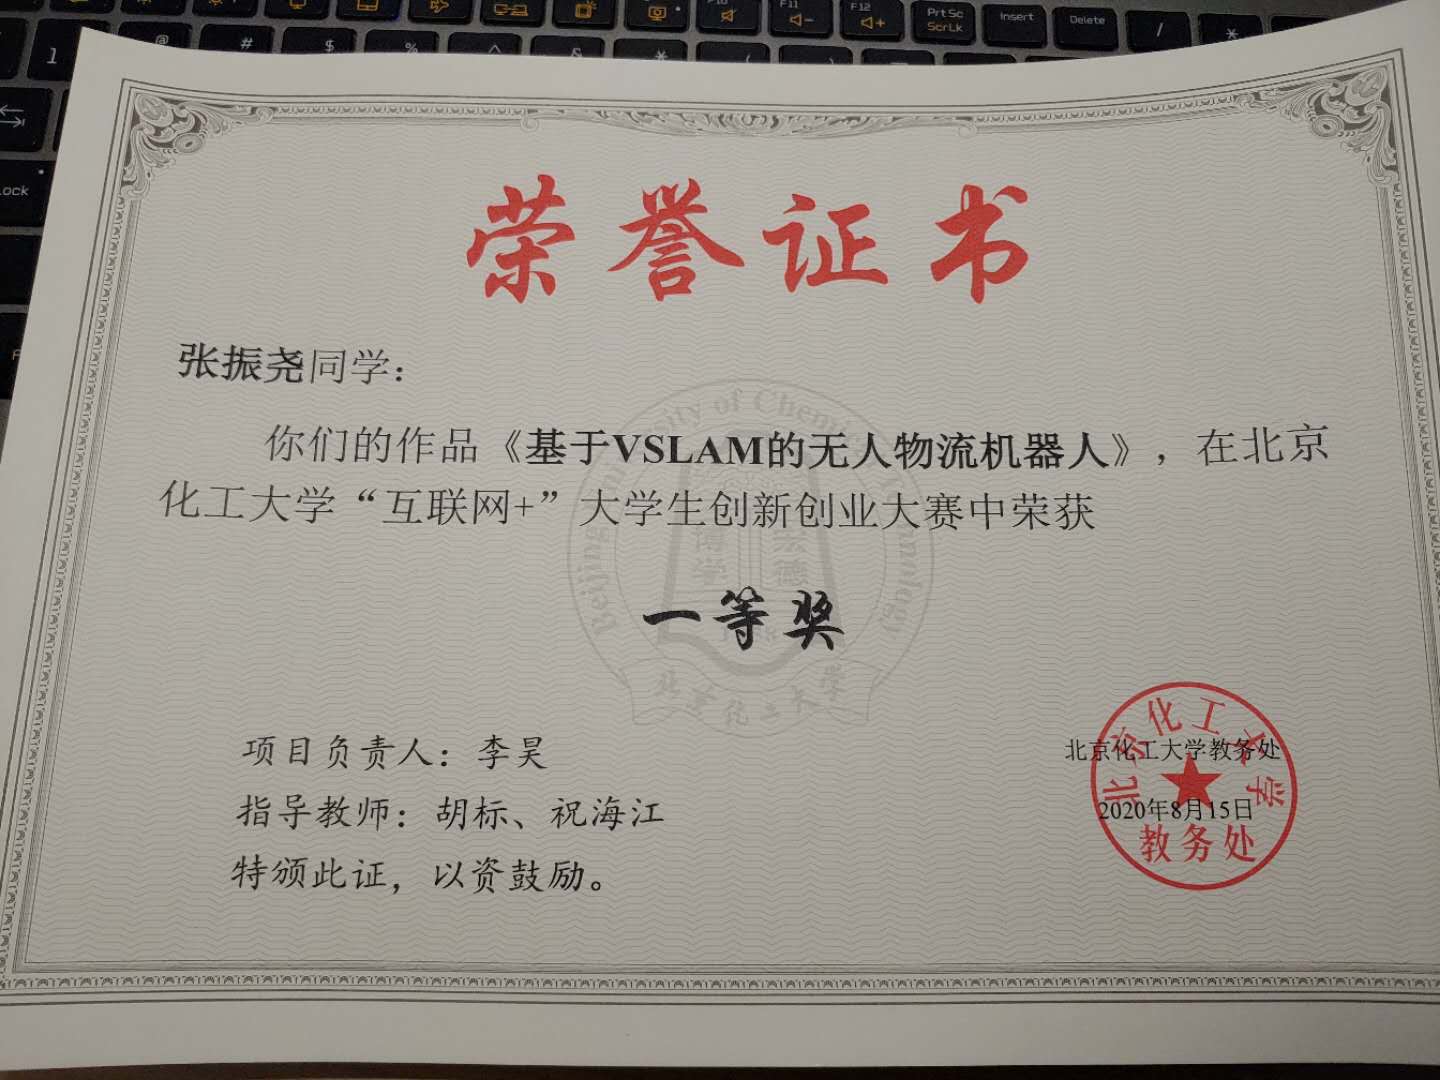 F10
F11
F12
PrtSc
ScrLk
Insert
Delete
/
*
1
@
#
$
%
^
&
*
Lock
荣誉证书
张振尧同学：
你们的作品《基于VSLAM的无人物流机器人》，在北京
化工大学“互联网+”大学生创新创业大赛中荣获
一等奖
Beijing University of Chemical Technology
北京化工大学
项目负责人：李昊
指导教师：胡标、祝海江
特颁此证，以资鼓励。
北京化工大学教务处
2020年8月15日
北京化工大学
教务处